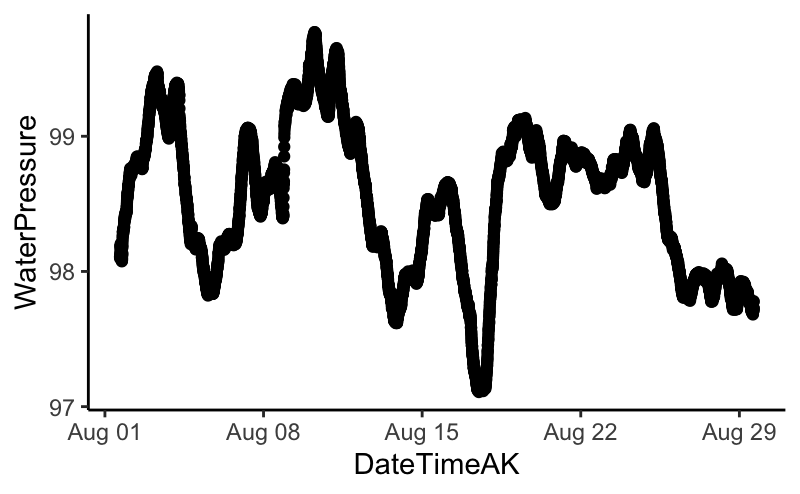 99
98
97
WaterPressure
Aug 01
Aug 08
Aug 15
Aug 22
Aug 29
DateTimeAK